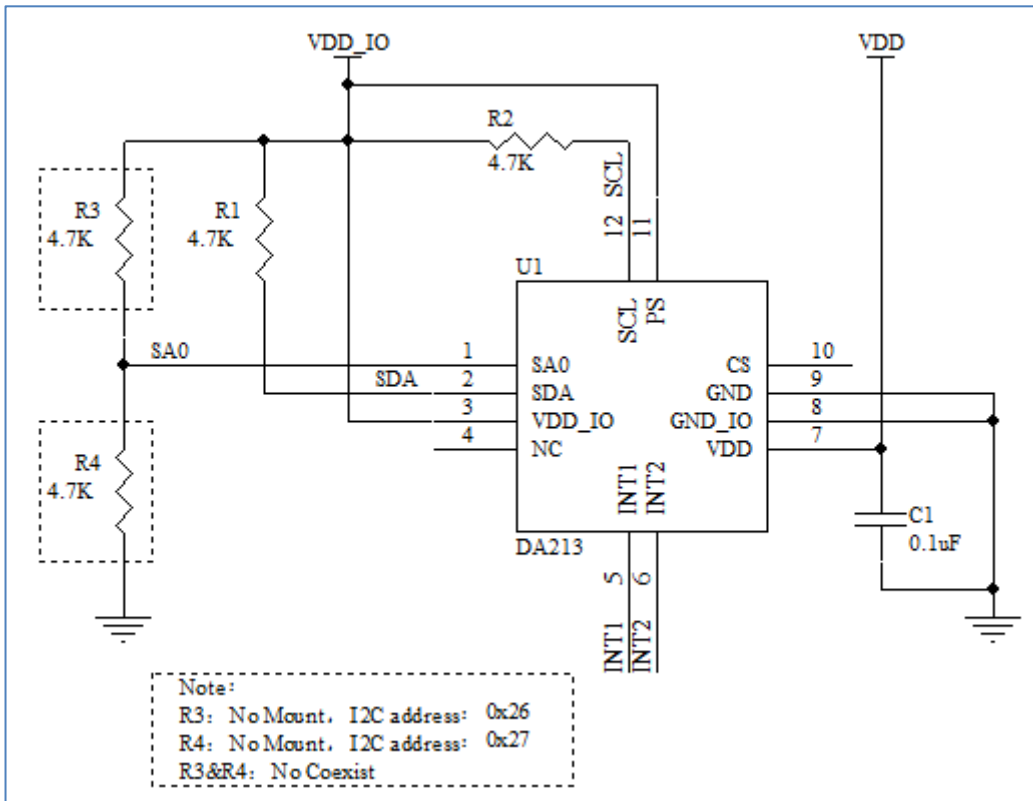 VDD_IO
VDD
R2
4.7K
SCL
R3
4.7K
R1
4.7K
12
11
U1
SCL
PS
SA0
1
SA0
CS
10
SDA
2
SDA
GND
9
3
VDD_IO
GND_IO
8
4
NC
VDD
7
R4
4.7K
INT1
INT2
C1
0.1uF
DA213
5
6
INT1
INT2
Note:
R3: No Mount, I2C address: 0x26
R4: No Mount, I2C address: 0x27
R3&R4: No Coexist